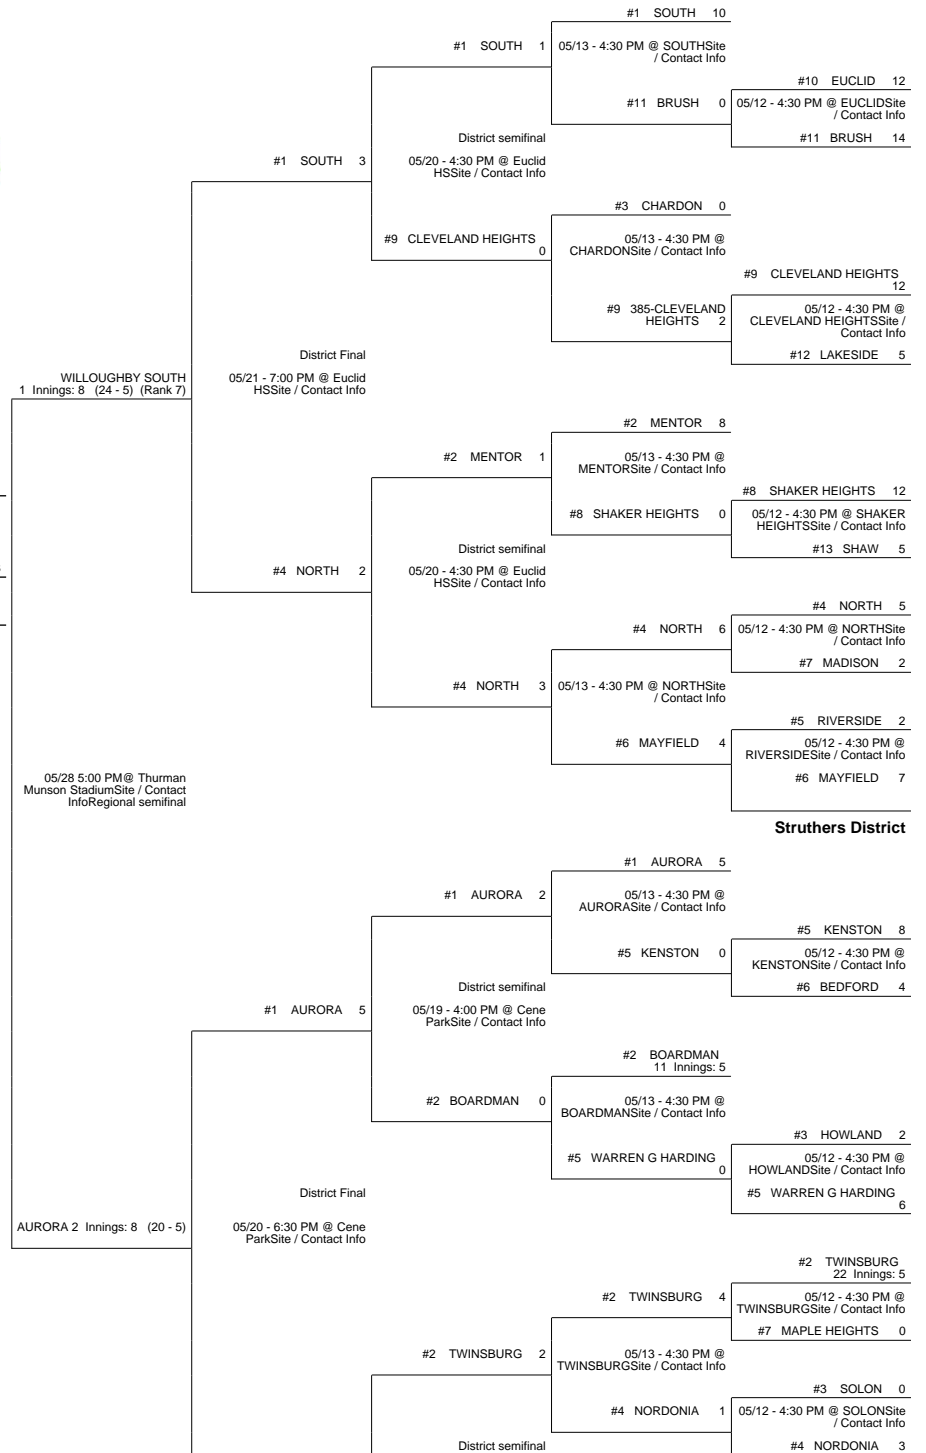 #1 SOUTH 10
#1 SOUTH 1
05/13 - 4:30 PM @ SOUTHSite
/ Contact Info
#10 EUCLID 12
#11 BRUSH 0
05/12 - 4:30 PM @ EUCLIDSite
/ Contact Info
#11 BRUSH 14
District semifinal
#1 SOUTH 3
05/20 - 4:30 PM @ Euclid
HSSite / Contact Info
#3 CHARDON 0
#9 CLEVELAND HEIGHTS
0
05/13 - 4:30 PM @
CHARDONSite / Contact Info
#9 CLEVELAND HEIGHTS
12
#9 385-CLEVELAND
HEIGHTS 2
05/12 - 4:30 PM @
CLEVELAND HEIGHTSSite /
Contact Info
#12 LAKESIDE 5
District Final
05/21 - 7:00 PM @ Euclid
HSSite / Contact Info
WILLOUGHBY SOUTH
1 Innings: 8 (24 - 5) (Rank 7)
#2 MENTOR 8
#2 MENTOR 1
05/13 - 4:30 PM @
MENTORSite / Contact Info
#8 SHAKER HEIGHTS 12
#8 SHAKER HEIGHTS 0
05/12 - 4:30 PM @ SHAKER
HEIGHTSSite / Contact Info
#13 SHAW 5
District semifinal
#4 NORTH 2
05/20 - 4:30 PM @ Euclid
HSSite / Contact Info
#4 NORTH 5
#4 NORTH 6
05/12 - 4:30 PM @ NORTHSite
/ Contact Info
#7 MADISON 2
#4 NORTH 3
05/13 - 4:30 PM @ NORTHSite
/ Contact Info
#5 RIVERSIDE 2
#6 MAYFIELD 4
05/12 - 4:30 PM @
RIVERSIDESite / Contact Info
#6 MAYFIELD 7
05/28 5:00 PM@ Thurman
Munson StadiumSite / Contact
InfoRegional semifinal
Struthers District
#1 AURORA 5
#1 AURORA 2
05/13 - 4:30 PM @
AURORASite / Contact Info
#5 KENSTON 8
#5 KENSTON 0
05/12 - 4:30 PM @
KENSTONSite / Contact Info
#6 BEDFORD 4
District semifinal
#1 AURORA 5
05/19 - 4:00 PM @ Cene
ParkSite / Contact Info
#2 BOARDMAN
11 Innings: 5
#2 BOARDMAN 0
05/13 - 4:30 PM @
BOARDMANSite / Contact Info
#3 HOWLAND 2
#5 WARREN G HARDING
0
05/12 - 4:30 PM @
HOWLANDSite / Contact Info
#5 WARREN G HARDING
6
District Final
05/20 - 6:30 PM @ Cene
ParkSite / Contact Info
AURORA 2 Innings: 8 (20 - 5)
#2 TWINSBURG
22 Innings: 5
#2 TWINSBURG 4
05/12 - 4:30 PM @
TWINSBURGSite / Contact Info
#7 MAPLE HEIGHTS 0
#2 TWINSBURG 2
05/13 - 4:30 PM @
TWINSBURGSite / Contact Info
#3 SOLON 0
#4 NORDONIA 1
05/12 - 4:30 PM @ SOLONSite
/ Contact Info
#4 NORDONIA 3
District semifinal